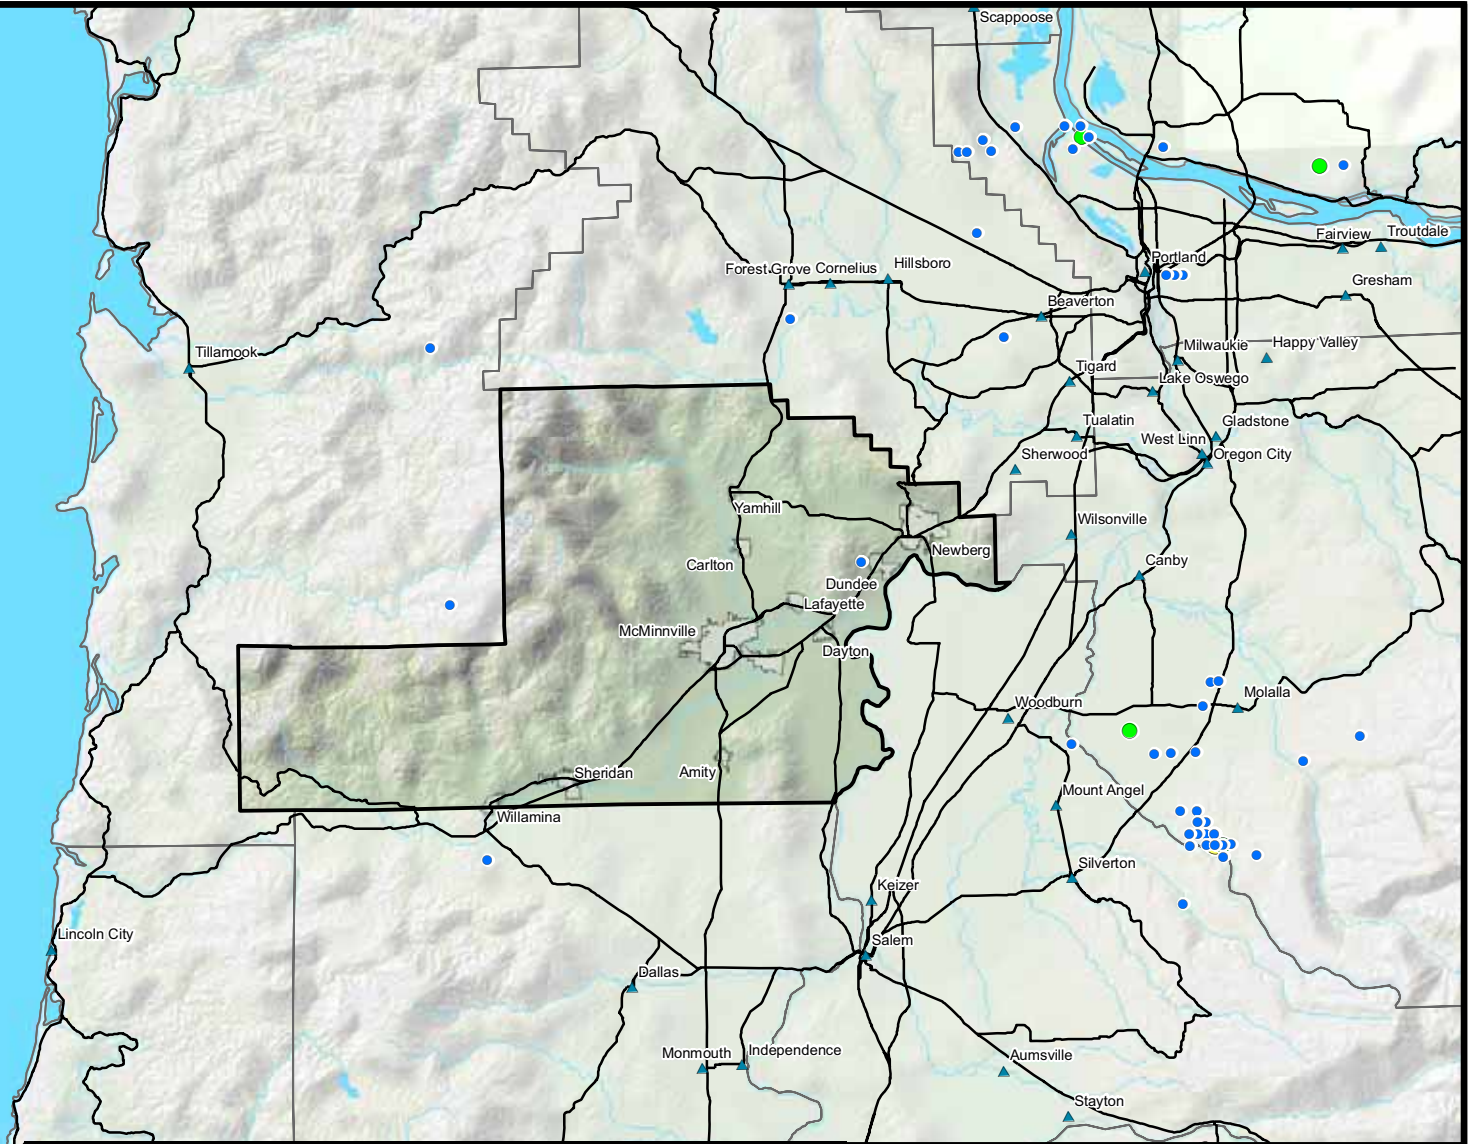 Scappoose
Fairview
Troutdale
Portland
Forest Grove
Cornelius
Hillsboro
Gresham
Beaverton
Tillamook
Milwaukie
Happy Valley
Tigard
Lake Oswego
Tualatin
Gladstone
West Linn
Sherwood
Oregon City
Yamhill
Wilsonville
Newberg
Carlton
Canby
Dundee
Lafayette
McMinnville
Dayton
Molalla
Woodburn
Sheridan
Amity
Mount Angel
Willamina
Silverton
Keizer
Lincoln City
Salem
Dallas
Monmouth
Independence
Aumsville
Stayton